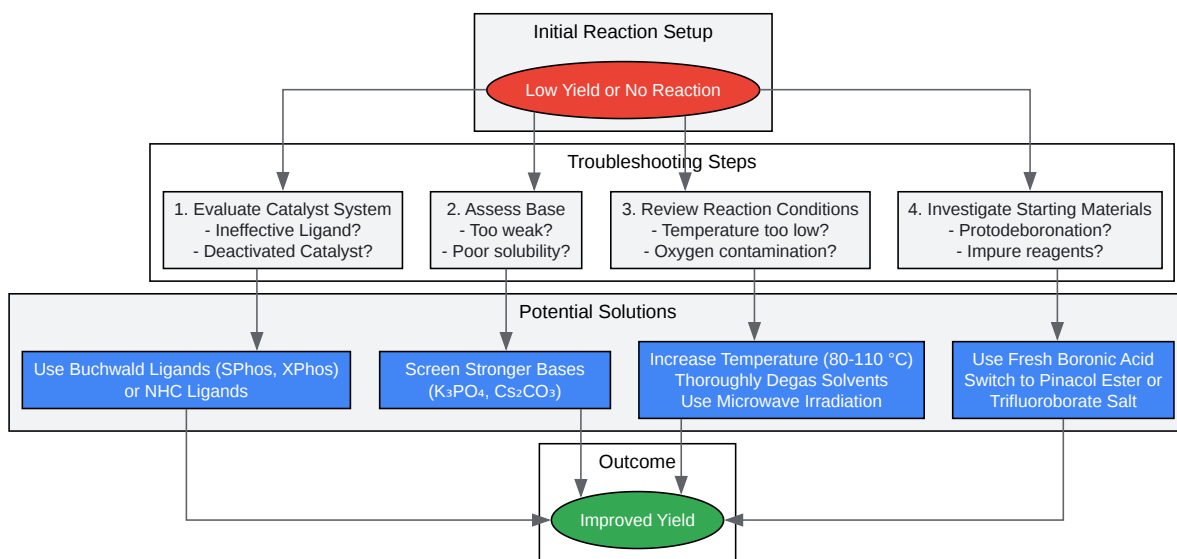 Initial Reaction Setup
Low Yield or No Reaction
Troubleshooting Steps
1. Evaluate Catalyst System
- Ineffective Ligand?
- Deactivated Catalyst?
2. Assess Base
- Too weak?
- Poor solubility?
3. Review Reaction Conditions
- Temperature too low?
- Oxygen contamination?
4. Investigate Starting Materials
- Protodeboronation?
- Impure reagents?
Potential Solutions
Use Buchwald Ligands (SPhos, XPhos)
or NHC Ligands
Screen Stronger Bases
(K₃PO₄, Cs₂CO₃)
Increase Temperature (80-110 °C)
Thoroughly Degas Solvents
Use Microwave Irradiation
Use Fresh Boronic Acid
Switch to Pinacol Ester or
Trifluoroborate Salt
Outcome
Improved Yield